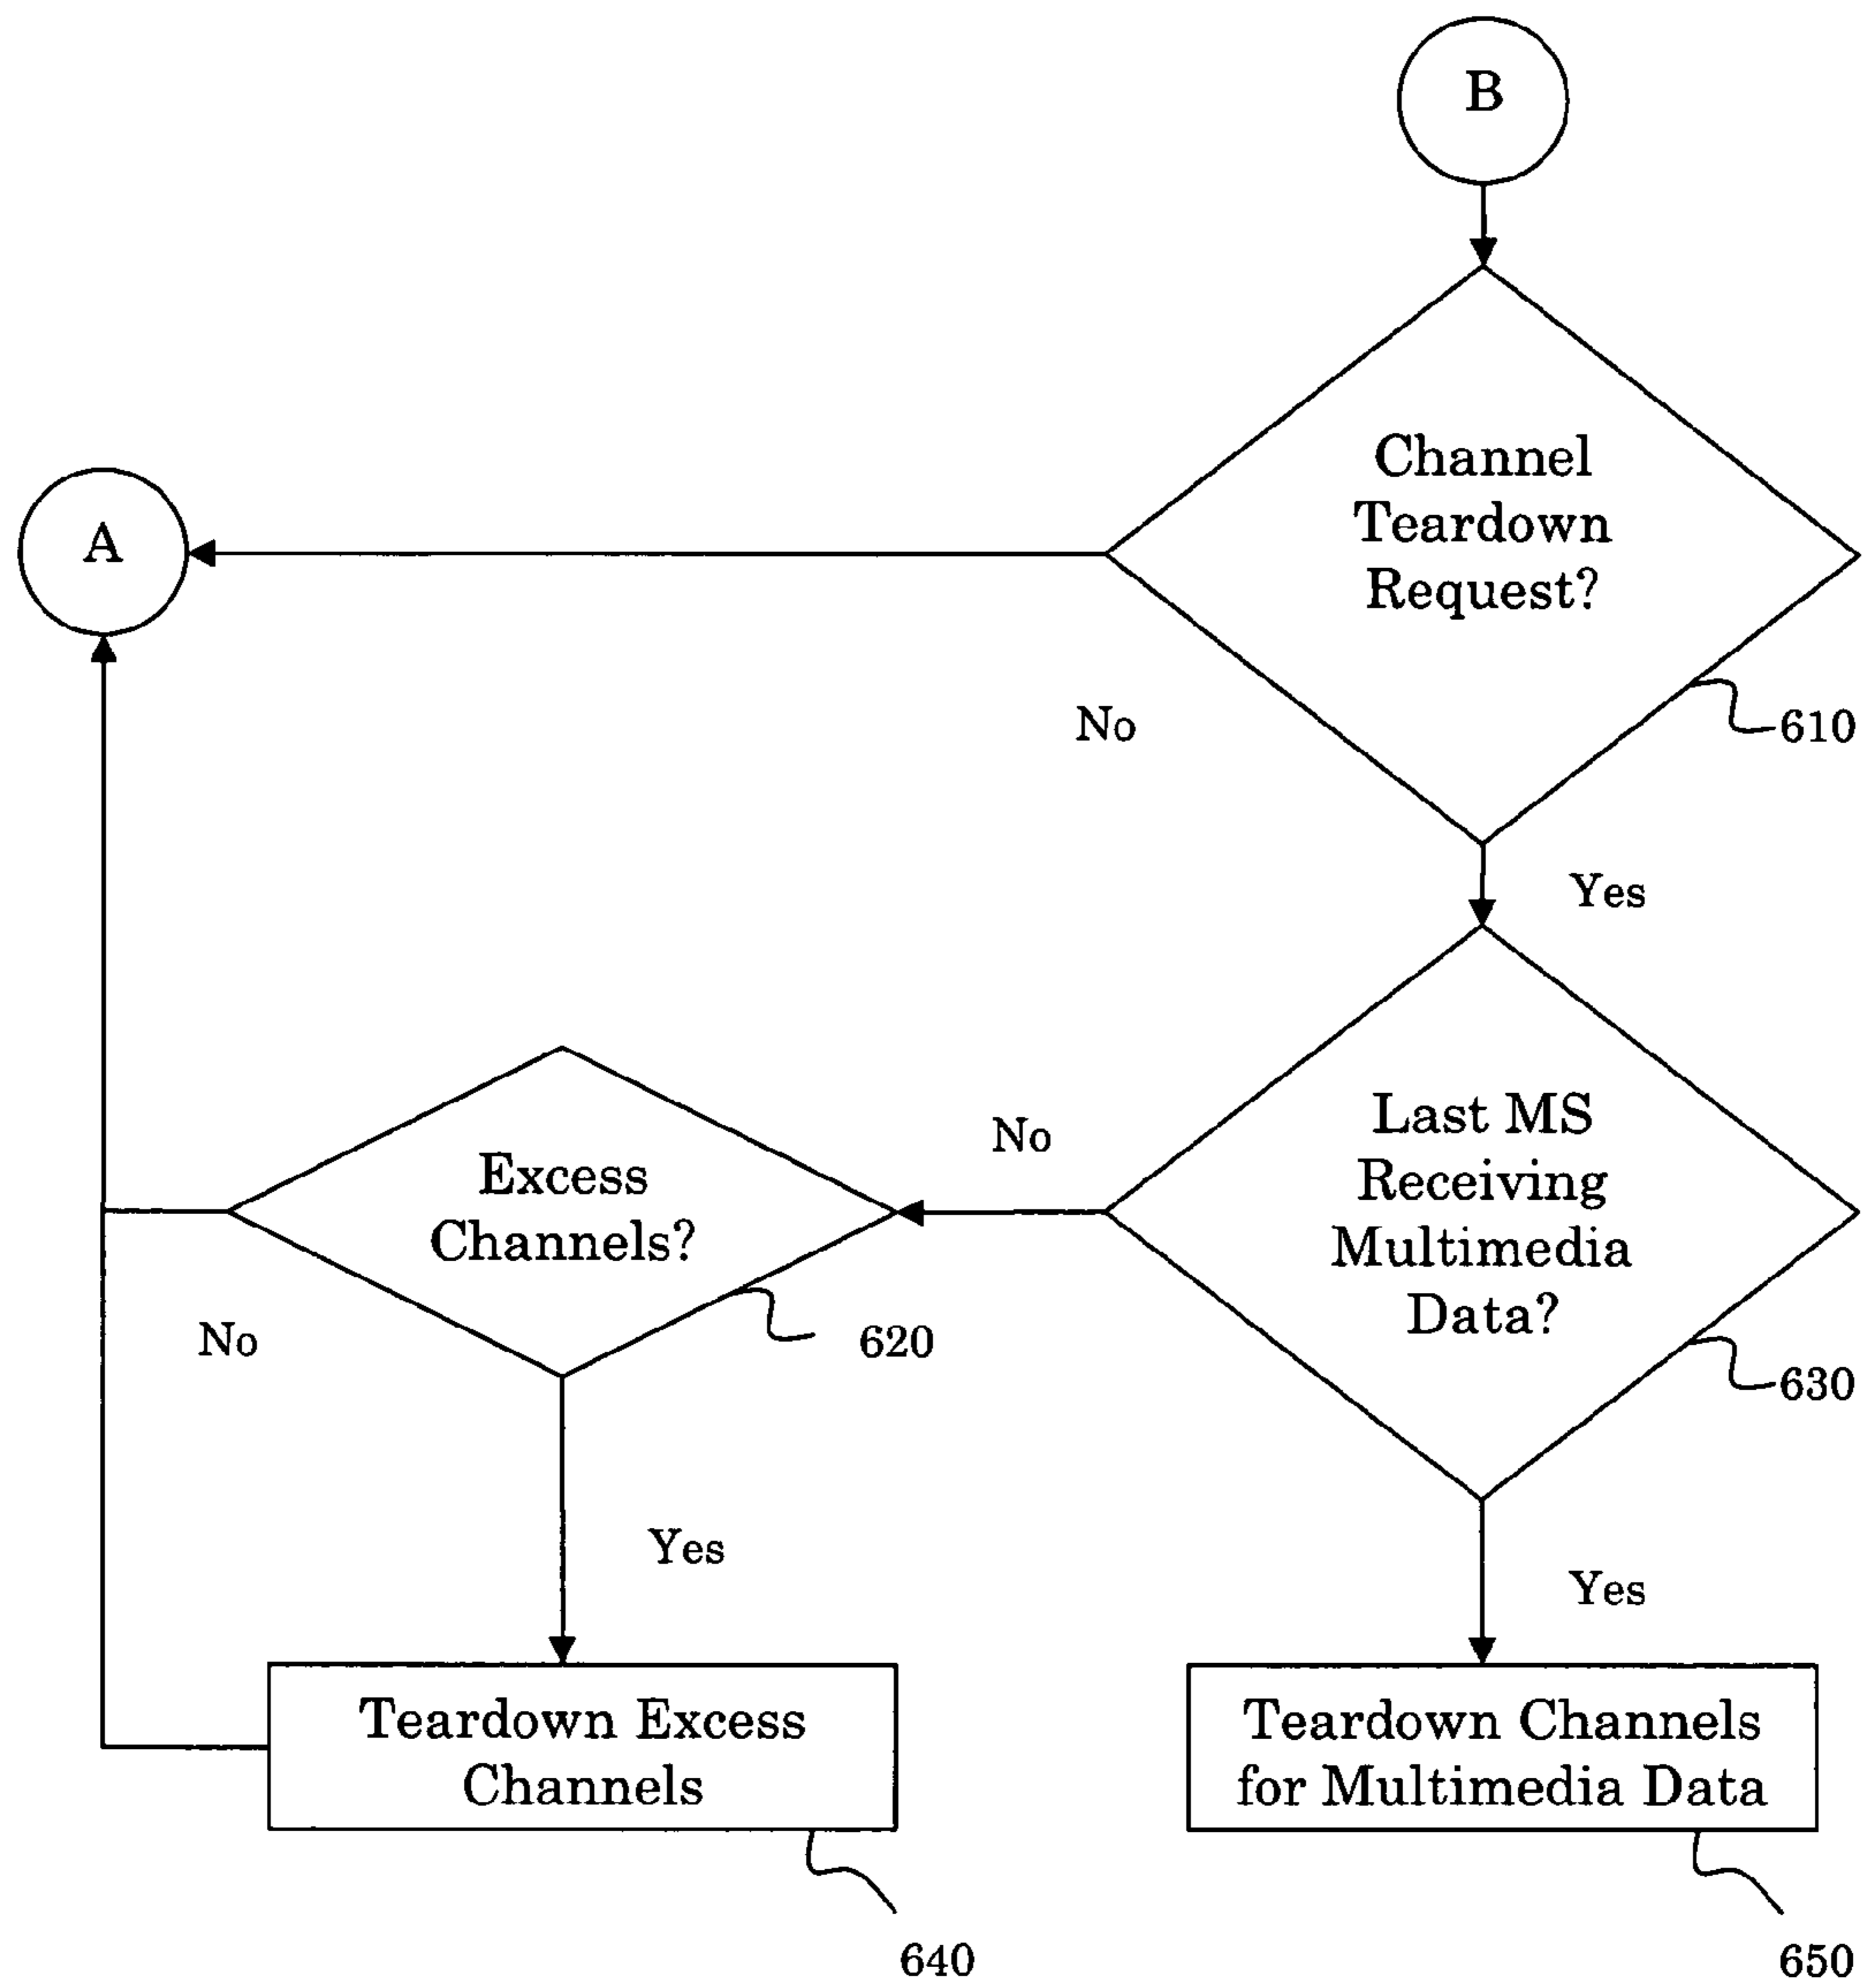 B
Channel
Teardown
Request?
A
No
610
Yes
Last MS
Receiving
Multimedia
Data?
No
Excess
Channels?
No
620
630
Yes
Yes
Teardown Excess
Channels
Teardown Channels
for Multimedia Data
640
650